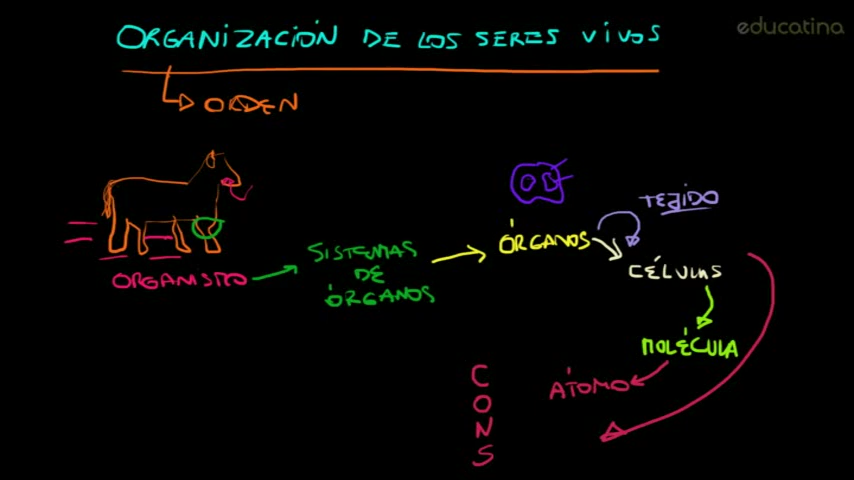 educatina
ORGANIZACIÓN DE LOS SERES VIVOS
ORDEN
TEJIDO
SISTEMAS
DE
ÓRGANOS
ÓRGANOS
CÉLULAS
ORGANISMO
MOLÉCULA
ÁTOMO
C
O
N
S